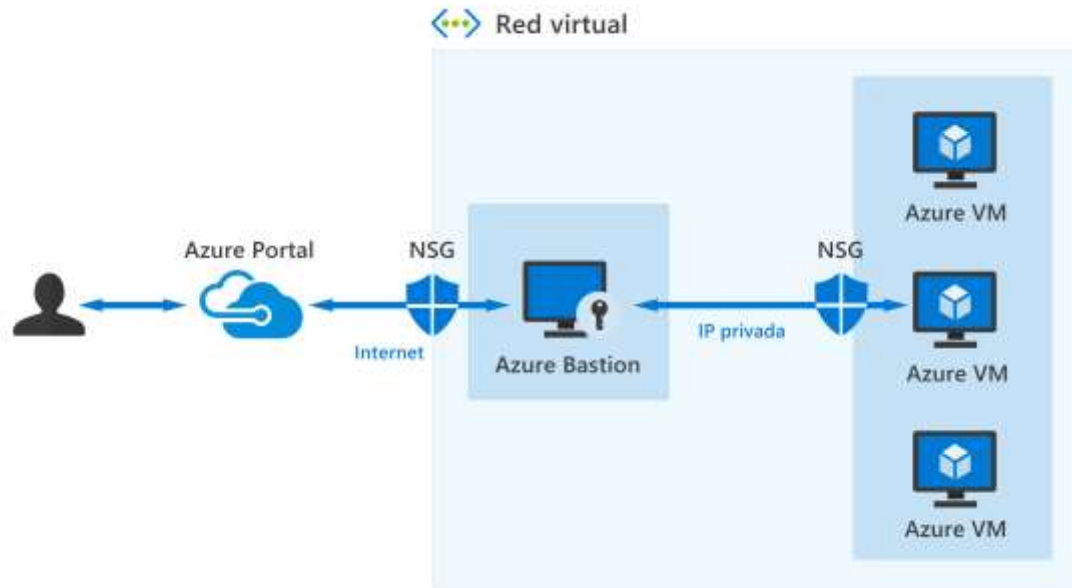 Red virtual
Azure VM
Azure Portal
NSG
NSG
Internet
Azure Bastion
IP privada
Azure VM
Azure VM